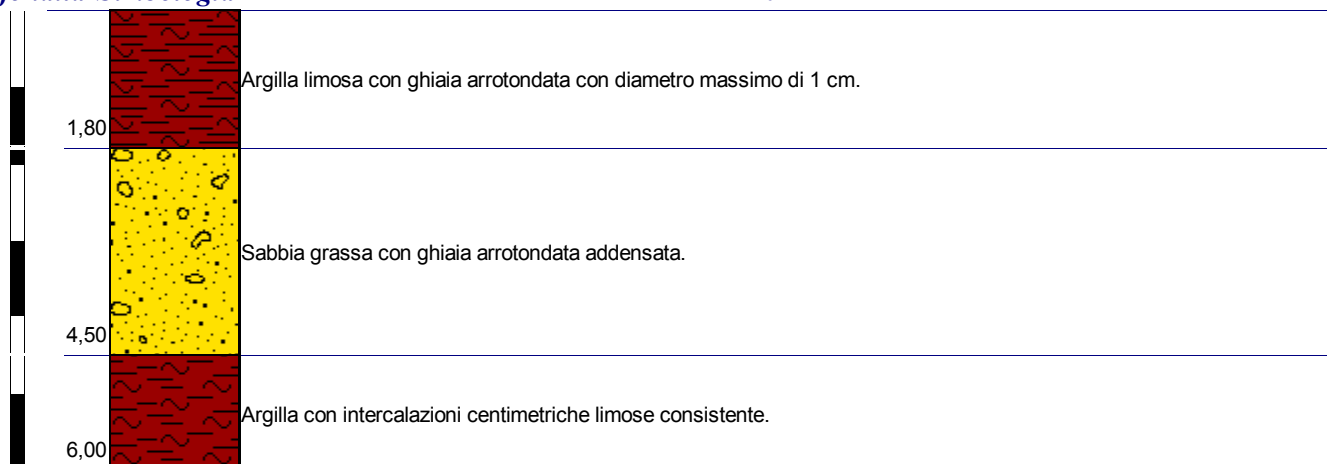 Argilla limosa con ghiaia arrotondata con diametro massimo di 1 cm.
1,80
Sabbia grassa con ghiaia arrotondata addensata.
4,50
Argilla con intercalazioni centimetriche limose consistente.
6,00